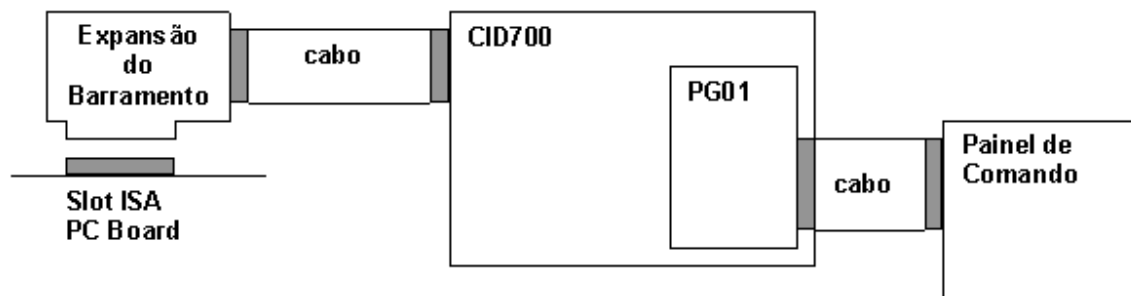 Expansão
do
Barramento
cabo
CID700
PG01
cabo
Painel de
Comando
Slot ISA
PC Board